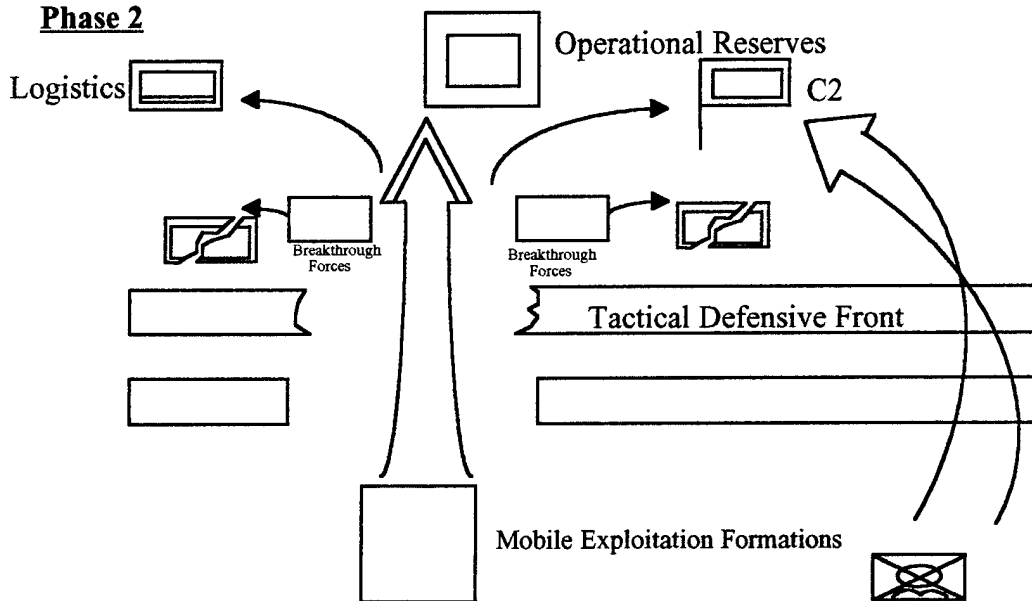 Phase 2
Operational Reserves
Logistics
C2
Breakthrough
Forces
Breakthrough
Forces
Tactical Defensive Front
Mobile Exploitation Formations